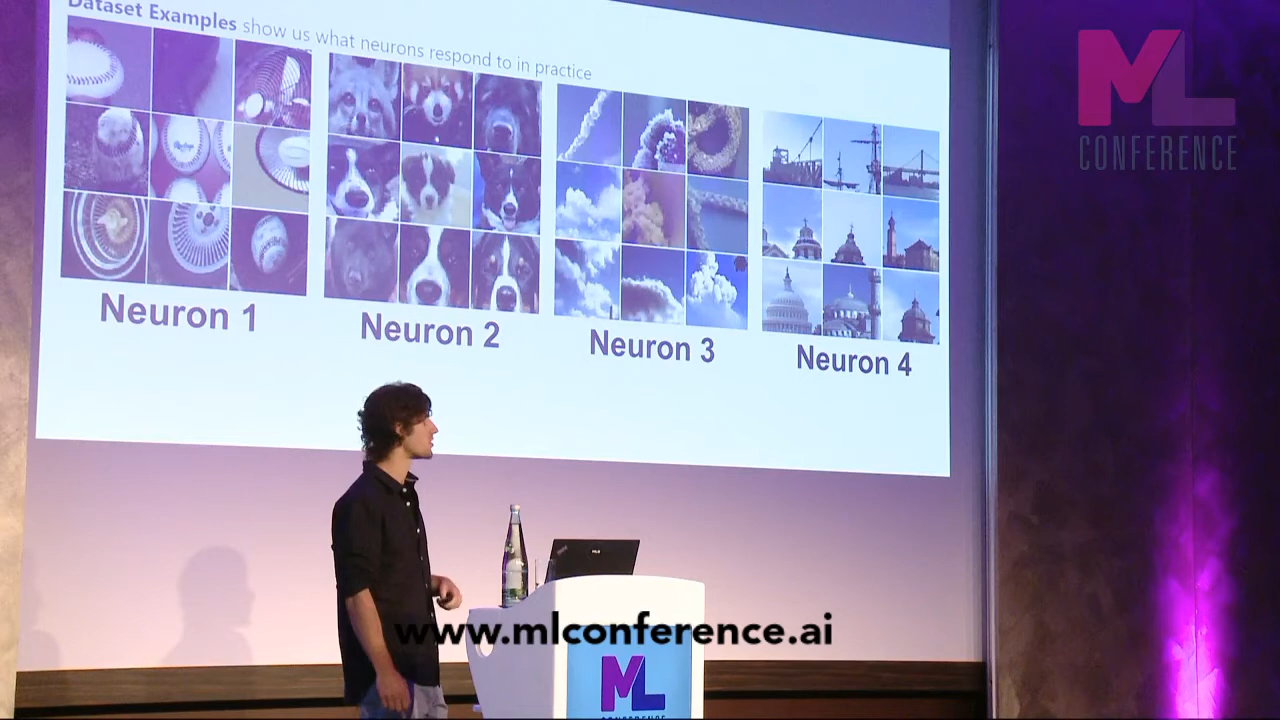 Dataset Examples show us what neurons respond to in practice
ML
CONFERENCE
Neuron 1
Neuron 2
Neuron 3
Neuron 4
www.mlconference.ai
ML
CONFERENCE